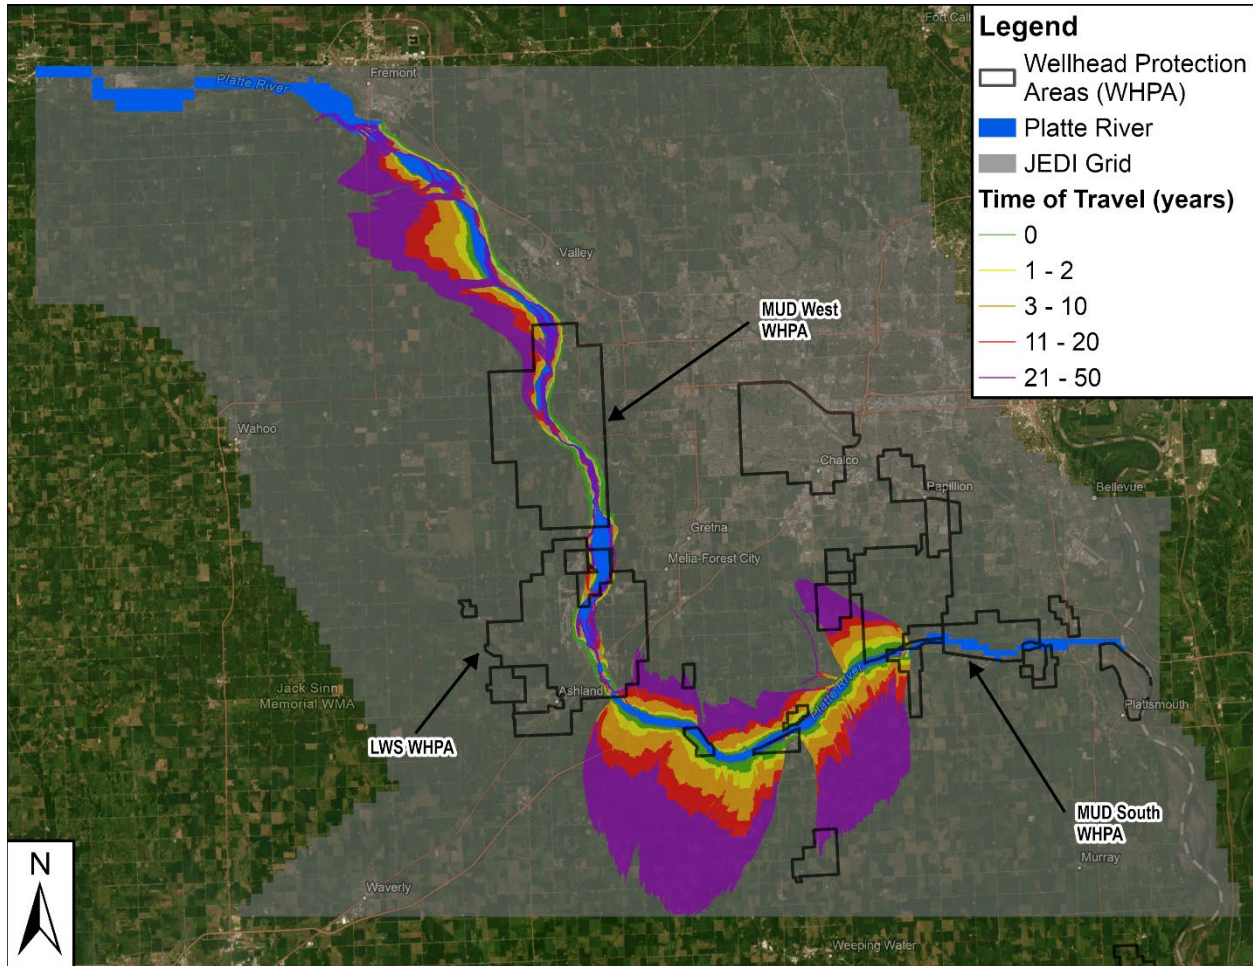 Fort Call
Platte River
Fremont
Legend
Wellhead Protection
Areas (WHPA)
Platte River
JEDI Grid
Time of Travel (years)
0
1 - 2
3 - 10
11 - 20
21 - 50
Valley
MUD West
WHPA
Wahoo
Chalco
Papillion
Bellevue
Gretna
Melia-Forest City
Jack Sinn
Memorial WMA
Ashland
Platte River
Plattsmouth
LWS WHPA
MUD South
WHPA
Murray
Waverly
Weeping Water
N